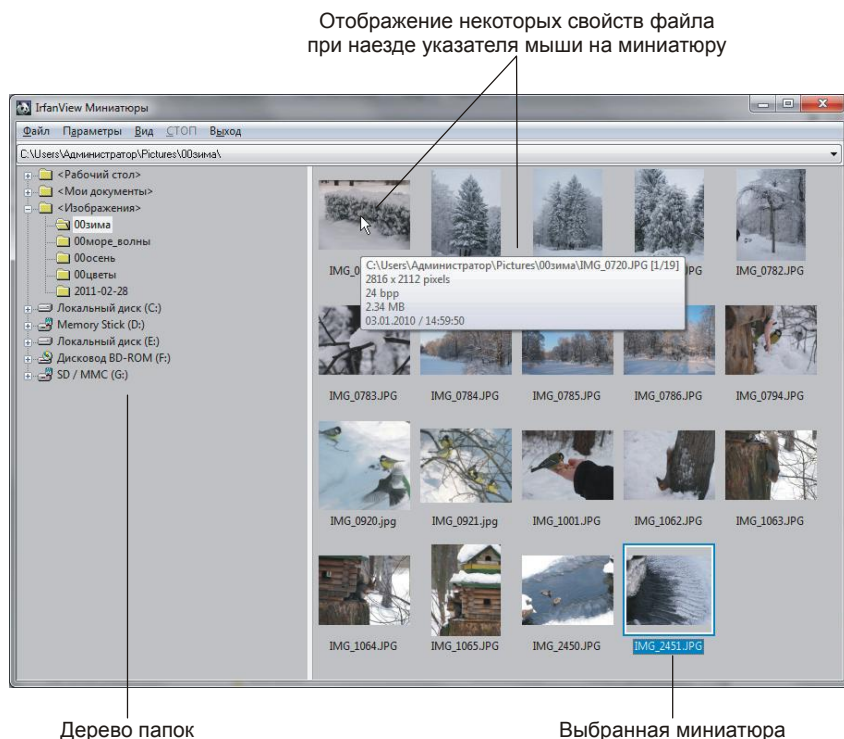 Отображение некоторых свойств файла
при наезде указателя мыши на миниатюру
IrfanView Миниатюры
Файл Параметры Вид СТОП Выход
C:\Users\Администратор\Pictures\00зима\
<Рабочий стол>
<Мои документы>
<Изображения>
00зима
00море_волны
00осень
00цветы
2011-02-28
Локальный диск (C:)
Memory Stick (D:)
Локальный диск (E:)
Дисковод BD-ROM (F:)
SD / MMC (G:)
IMG_0782.JPG
C:\Users\Администратор\Pictures\00зима\IMG_0720.JPG [1/19]
2816 x 2112 pixels
24 bpp
2.34 MB
03.01.2010 / 14:59:50
IMG_0783.JPG IMG_0784.JPG IMG_0785.JPG IMG_0786.JPG IMG_0794.JPG
IMG_0920.jpg IMG_0921.jpg IMG_1001.JPG IMG_1062.JPG IMG_1063.JPG
IMG_1064.JPG IMG_1065.JPG IMG_2450.JPG IMG_2451.JPG
Дерево папок
Выбранная миниатюра